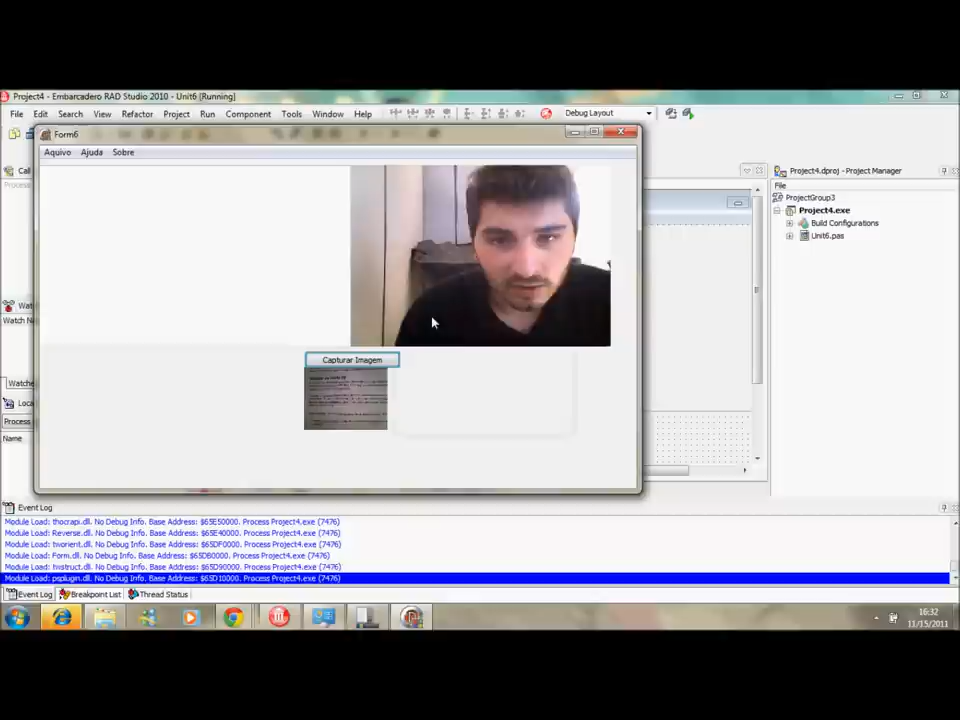 Project4 - Embarcadero RAD Studio 2010 - Unit6 [Running]
File Edit Search View Refactor Project Run Component Tools Window Help
Debug Layout
Form6
Aquivo Ajuda Sobre
Call
Process
Project4.dproj - Project Manager
File
ProjectGroup3
Project4.exe
Build Configurations
Unit6.pas
Watch
Capturar Imagem
Watches
Process
Name
Event Log
Module Load: thocrapi.dll. No Debug Info. Base Address: $65E50000. Process Project4.exe (7476)
Module Load: Reverse.dll. No Debug Info. Base Address: $65E40000. Process Project4.exe (7476)
Module Load: tworient.dll. No Debug Info. Base Address: $65DF0000. Process Project4.exe (7476)
Module Load: Form.dll. No Debug Info. Base Address: $65DB0000. Process Project4.exe (7476)
Module Load: twstruct.dll. No Debug Info. Base Address: $65D90000. Process Project4.exe (7476)
Module Load: psplugin.dll. No Debug Info. Base Address: $65D10000. Process Project4.exe (7476)
Event Log Breakpoint List Thread Status
16:32
11/15/2011